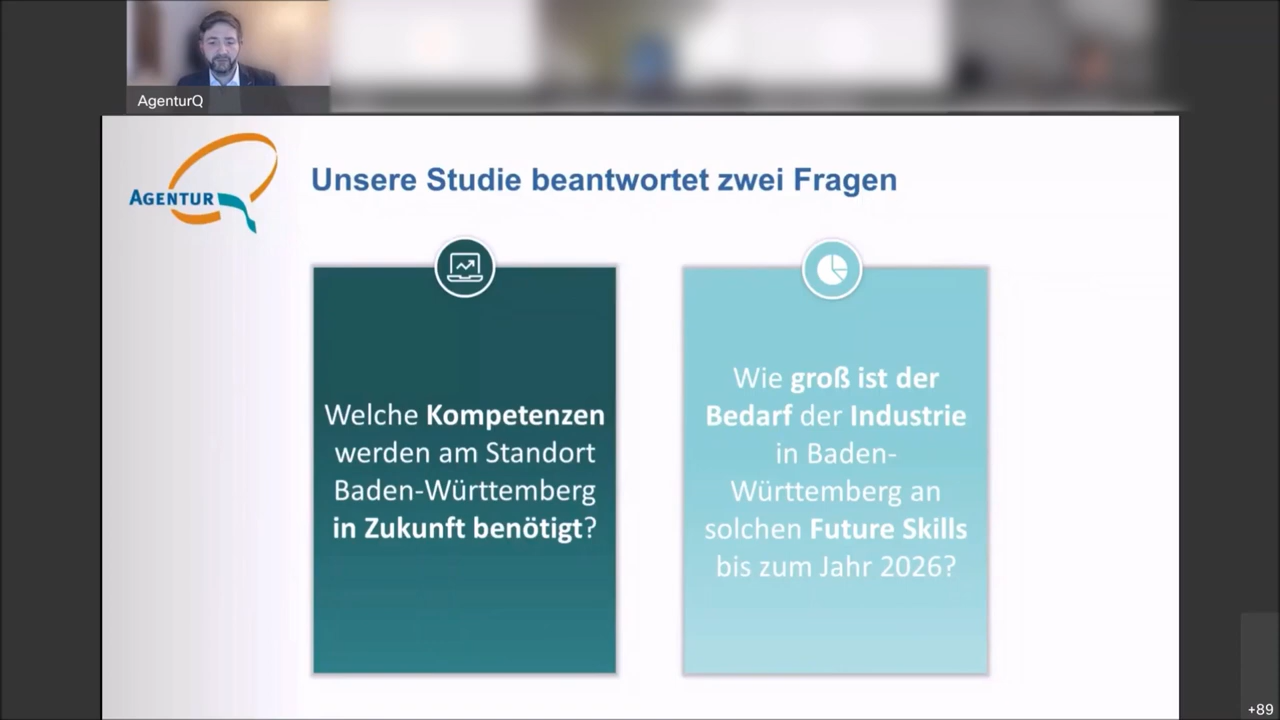 AgenturQ
AGENTUR
Unsere Studie beantwortet zwei Fragen
Welche Kompetenzen
werden am Standort
Baden-Württemberg
in Zukunft benötigt?
Wie groß ist der
Bedarf der Industrie
in Baden-
Württemberg an
solchen Future Skills
bis zum Jahr 2026?
+89